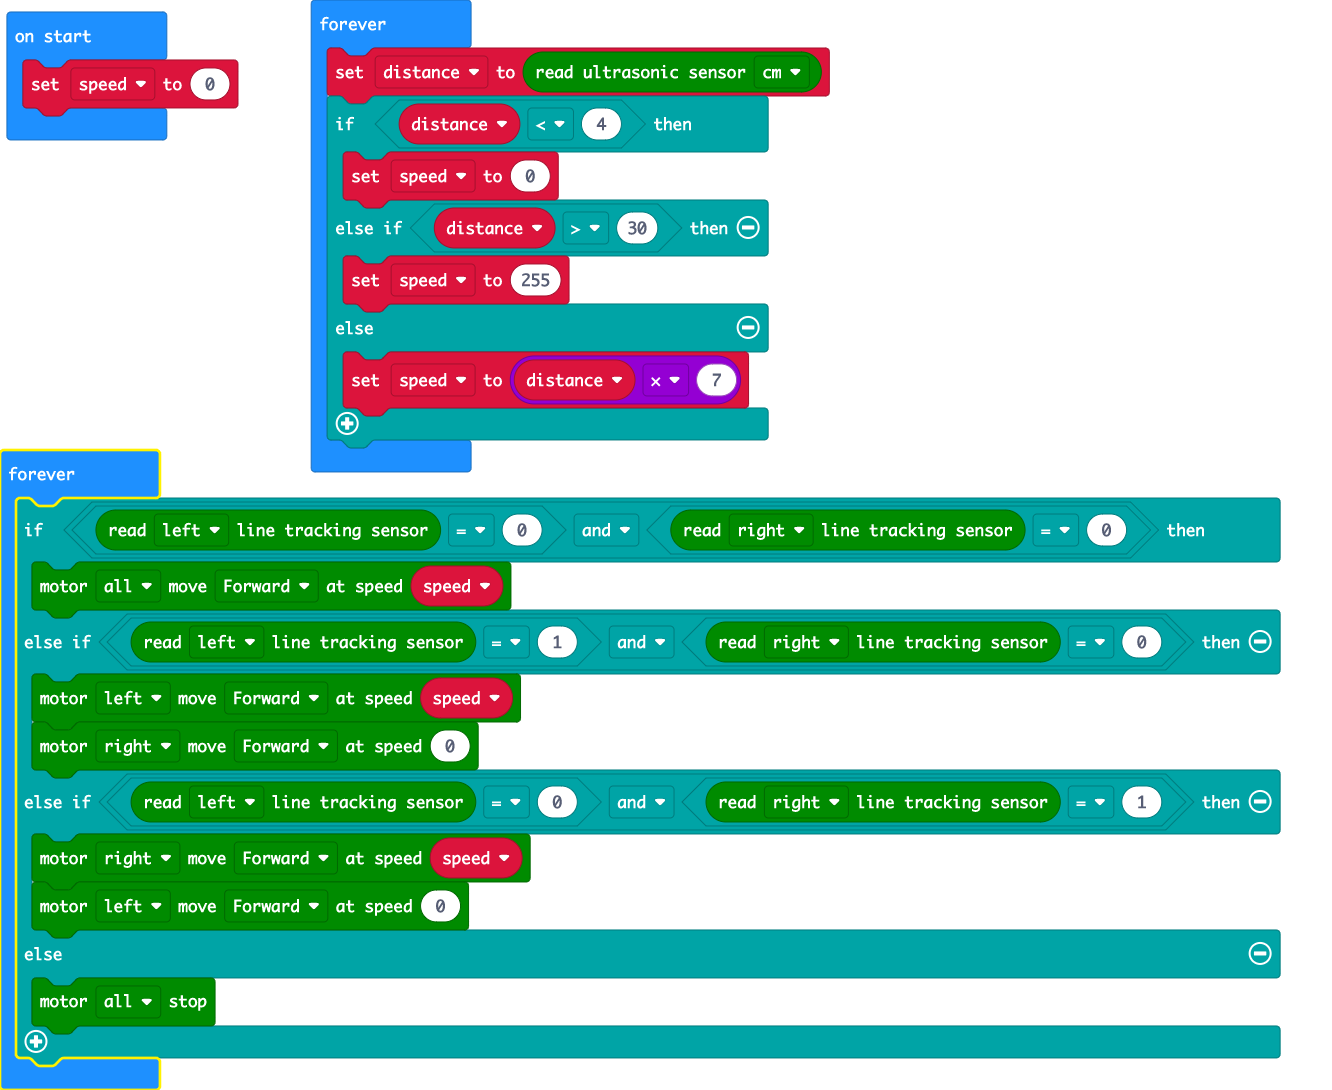 on start
set speed to 0
forever
set distance to read ultrasonic sensor cm
if distance < 4 then
set speed to 0
else if distance > 30 then
set speed to 255
else
set speed to distance × 7
forever
if read left line tracking sensor = 0 and read right line tracking sensor = 0 then
motor all move Forward at speed speed
else if read left line tracking sensor = 1 and read right line tracking sensor = 0 then
motor left move Forward at speed speed
motor right move Forward at speed 0
else if read left line tracking sensor = 0 and read right line tracking sensor = 1 then
motor right move Forward at speed speed
motor left move Forward at speed 0
else
motor all stop